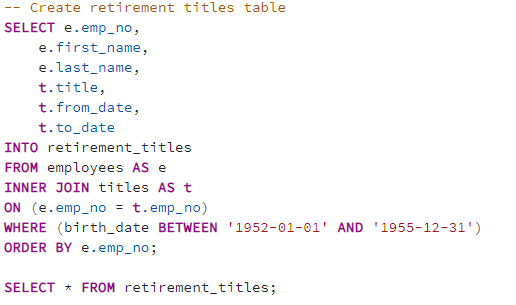 -- Create retirement titles table
SELECT e.emp_no,
    e.first_name,
    e.last_name,
    t.title,
    t.from_date,
    t.to_date
INTO retirement_titles
FROM employees AS e
INNER JOIN titles AS t
ON (e.emp_no = t.emp_no)
WHERE (birth_date BETWEEN '1952-01-01' AND '1955-12-31')
ORDER BY e.emp_no;

SELECT * FROM retirement_titles;